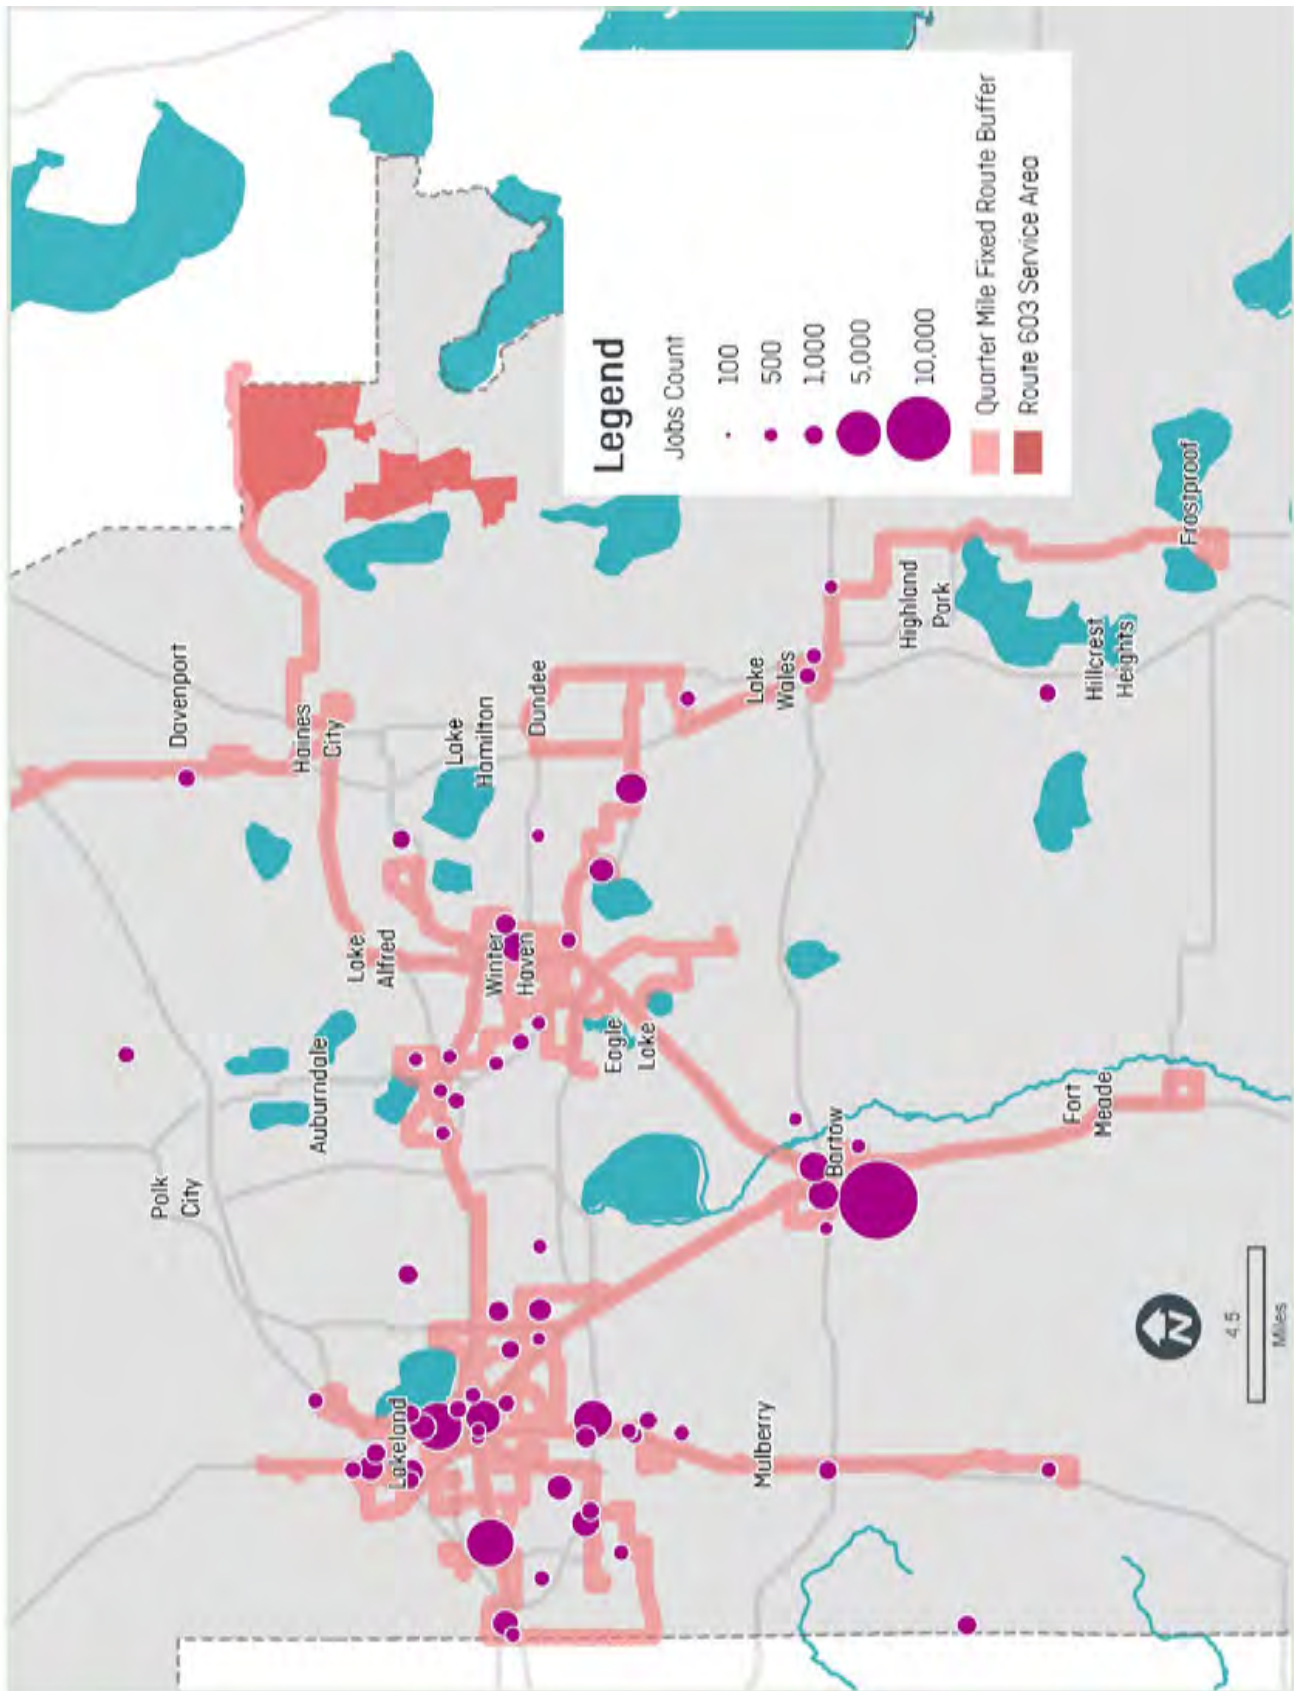 Davenport
Haines
City
Lake
Hamilton
Dundee
Lake
Wales
Highland
Park
Hillcrest
Heights
Frostproof
Lake
Alfred
Winter
Haven
Auburndale
Eagle
Lake
Polk
City
Bartow
Fort
Meade
Lakeland
Mulberry
Legend
Jobs Count
100
500
1,000
5,000
10,000
Quarter Mile Fixed Route Buffer
Route 603 Service Area
N
4.5
Miles